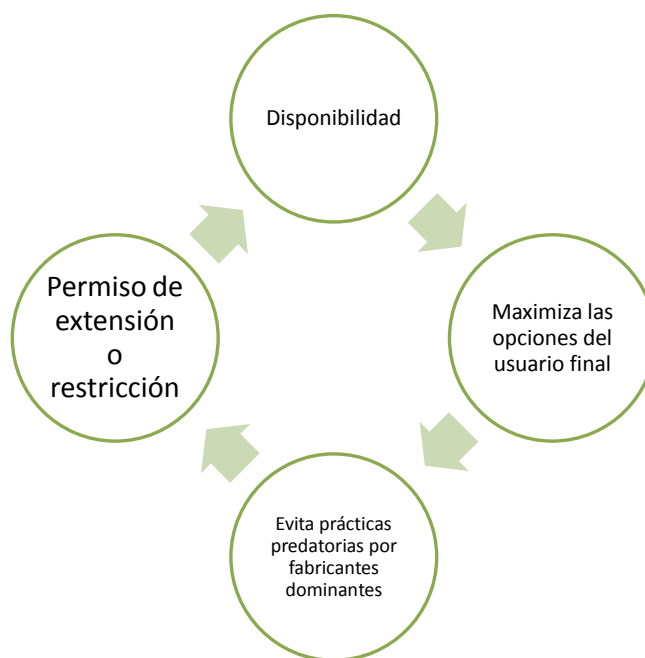 Disponibilidad
Maximiza las
opciones del
usuario final
Evita prácticas
predatorias por
fabricantes
dominantes
Permiso de
extensión
o
restricción